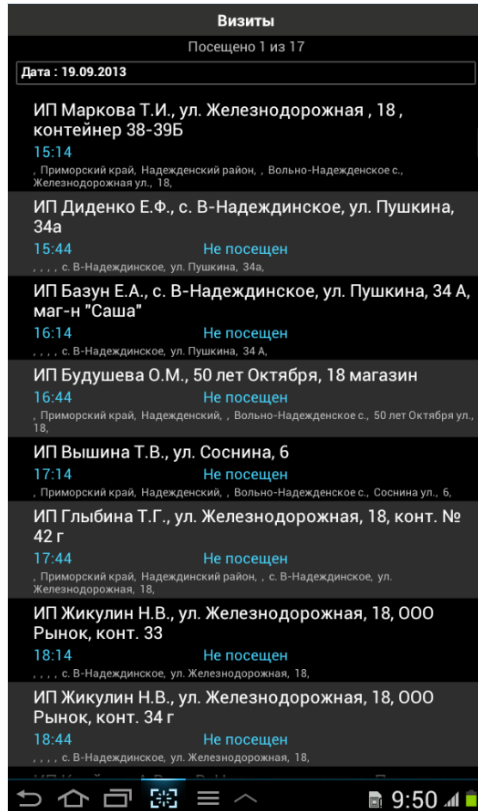 Визиты
Посещено 1 из 17
Дата : 19.09.2013
ИП Маркова Т.И., ул. Железнодорожная , 18 ,
контейнер 38-39Б
15:14
, Приморский край, Надежденский район, , Вольно-Надежденское с.,
Железнодорожная ул., 18,
ИП Диденко Е.Ф., с. В-Надеждинское, ул. Пушкина,
34а
15:44 Не посещен
, , , , с. В-Надеждинское, ул. Пушкина, 34а,
ИП Базун Е.А., с. В-Надеждинское, ул. Пушкина, 34 А,
маг-н "Саша"
16:14 Не посещен
, , , , с. В-Надеждинское, ул. Пушкина, 34 А,
ИП Будушева О.М., 50 лет Октября, 18 магазин
16:44 Не посещен
, Приморский край, Надежденский, , Вольно-Надежденское с., 50 лет Октября ул.,
18,
ИП Вышина Т.В., ул. Соснина, 6
17:14 Не посещен
, Приморский край, Надежденский, , Вольно-Надежденское с., Соснина ул., 6,
ИП Глыбина Т.Г., ул. Железнодорожная, 18, конт. №
42 г
17:44 Не посещен
, Приморский край, Надеждинский район, , с. В-Надеждинское, ул.
Железнодорожная, 18,
ИП Жикулин Н.В., ул. Железнодорожная, 18, ООО
Рынок, конт. 33
18:14 Не посещен
, , , , с. В-Надеждинское, ул. Железнодорожная, 18,
ИП Жикулин Н.В., ул. Железнодорожная, 18, ООО
Рынок, конт. 34 г
18:44 Не посещен
, , , , с. В-Надеждинское, ул. Железнодорожная, 18,
9:50